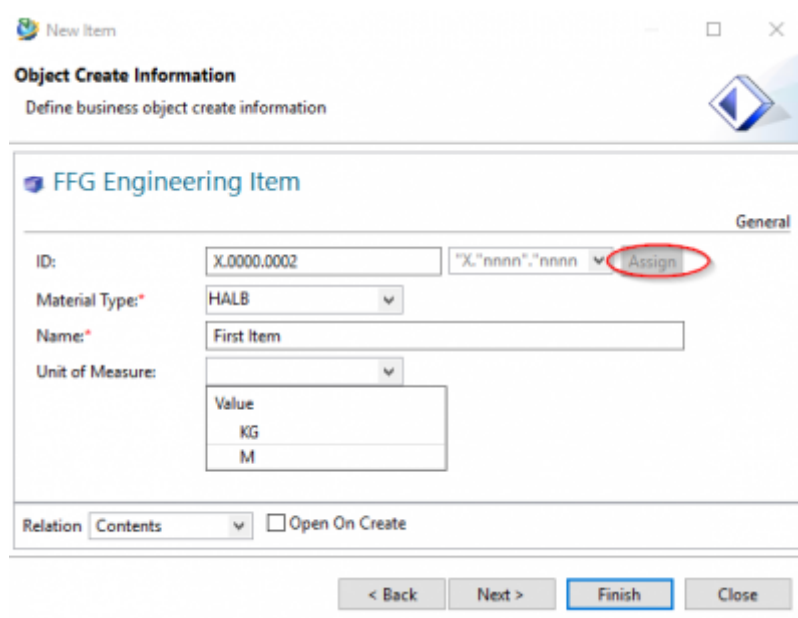 New Item
Object Create Information
Define business object create information
FFG Engineering Item
General
ID: X.0000.0002 "X."nnnn"."nnnn Assign
Material Type:* HALB
Name:* First Item
Unit of Measure:
Value
KG
M
Relation Contents Open On Create
< Back Next > Finish Close